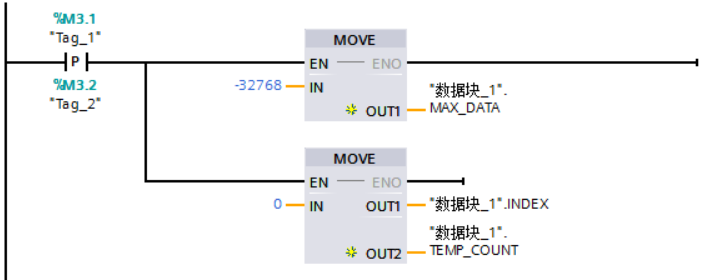 %M3.1
"Tag_1"
P
%M3.2
"Tag_2"
MOVE
EN ENO
-32768 IN
OUT1 "数据块_1".
MAX_DATA
MOVE
EN ENO
0 IN OUT1 "数据块_1".INDEX
"数据块_1".
OUT2 TEMP_COUNT